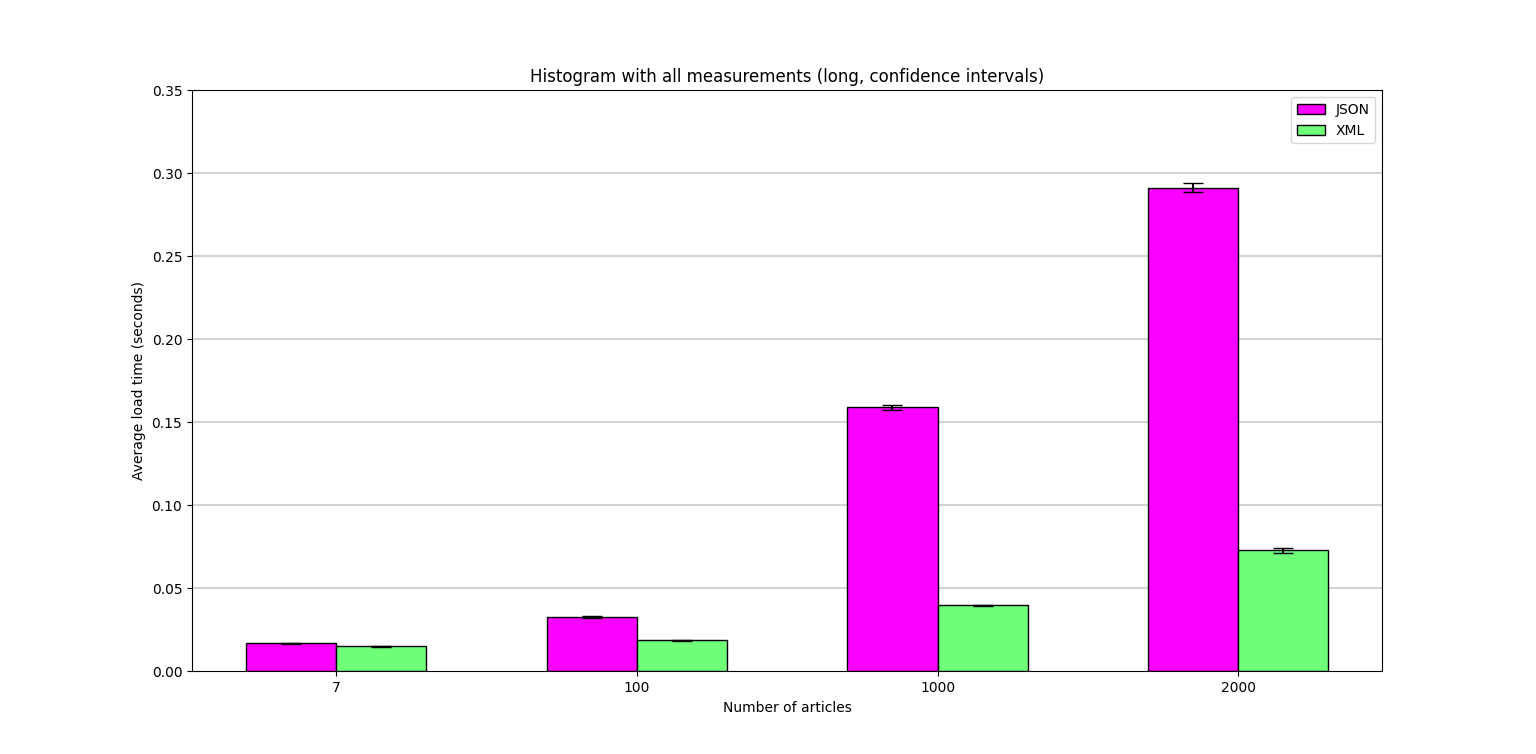 Histogram with all measurements (long, confidence intervals)
JSON
XML
0.35
0.30
0.25
0.20
0.15
0.10
0.05
0.00
Average load time (seconds)
7
100
1000
2000
Number of articles